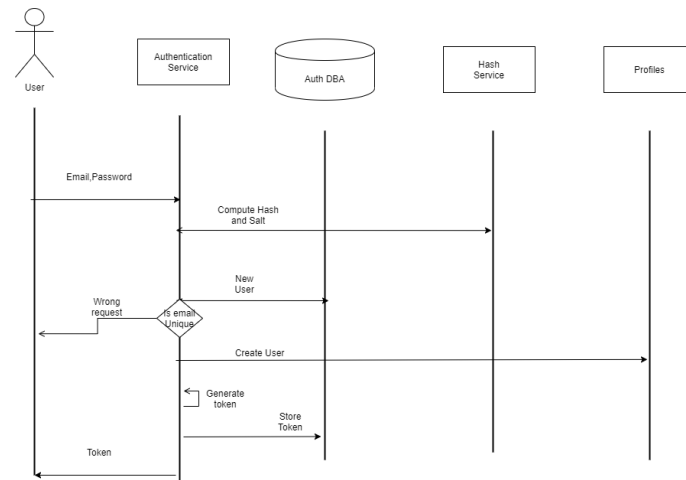 User
Authentication
Service
Auth DBA
Hash
Service
Profiles
Email,Password
Compute Hash
and Salt
New
User
Wrong
request
Is email
Unique
Create User
Generate
token
Store
Token
Token